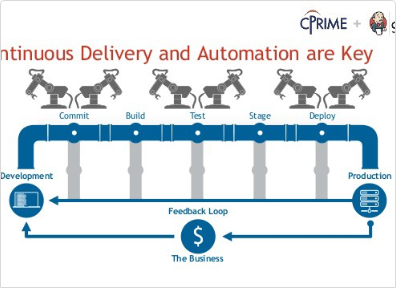 CPRIME +
ntinuous Delivery and Automation are Key
Commit Build Test Stage Deploy
Development Production
Feedback Loop
$
The Business